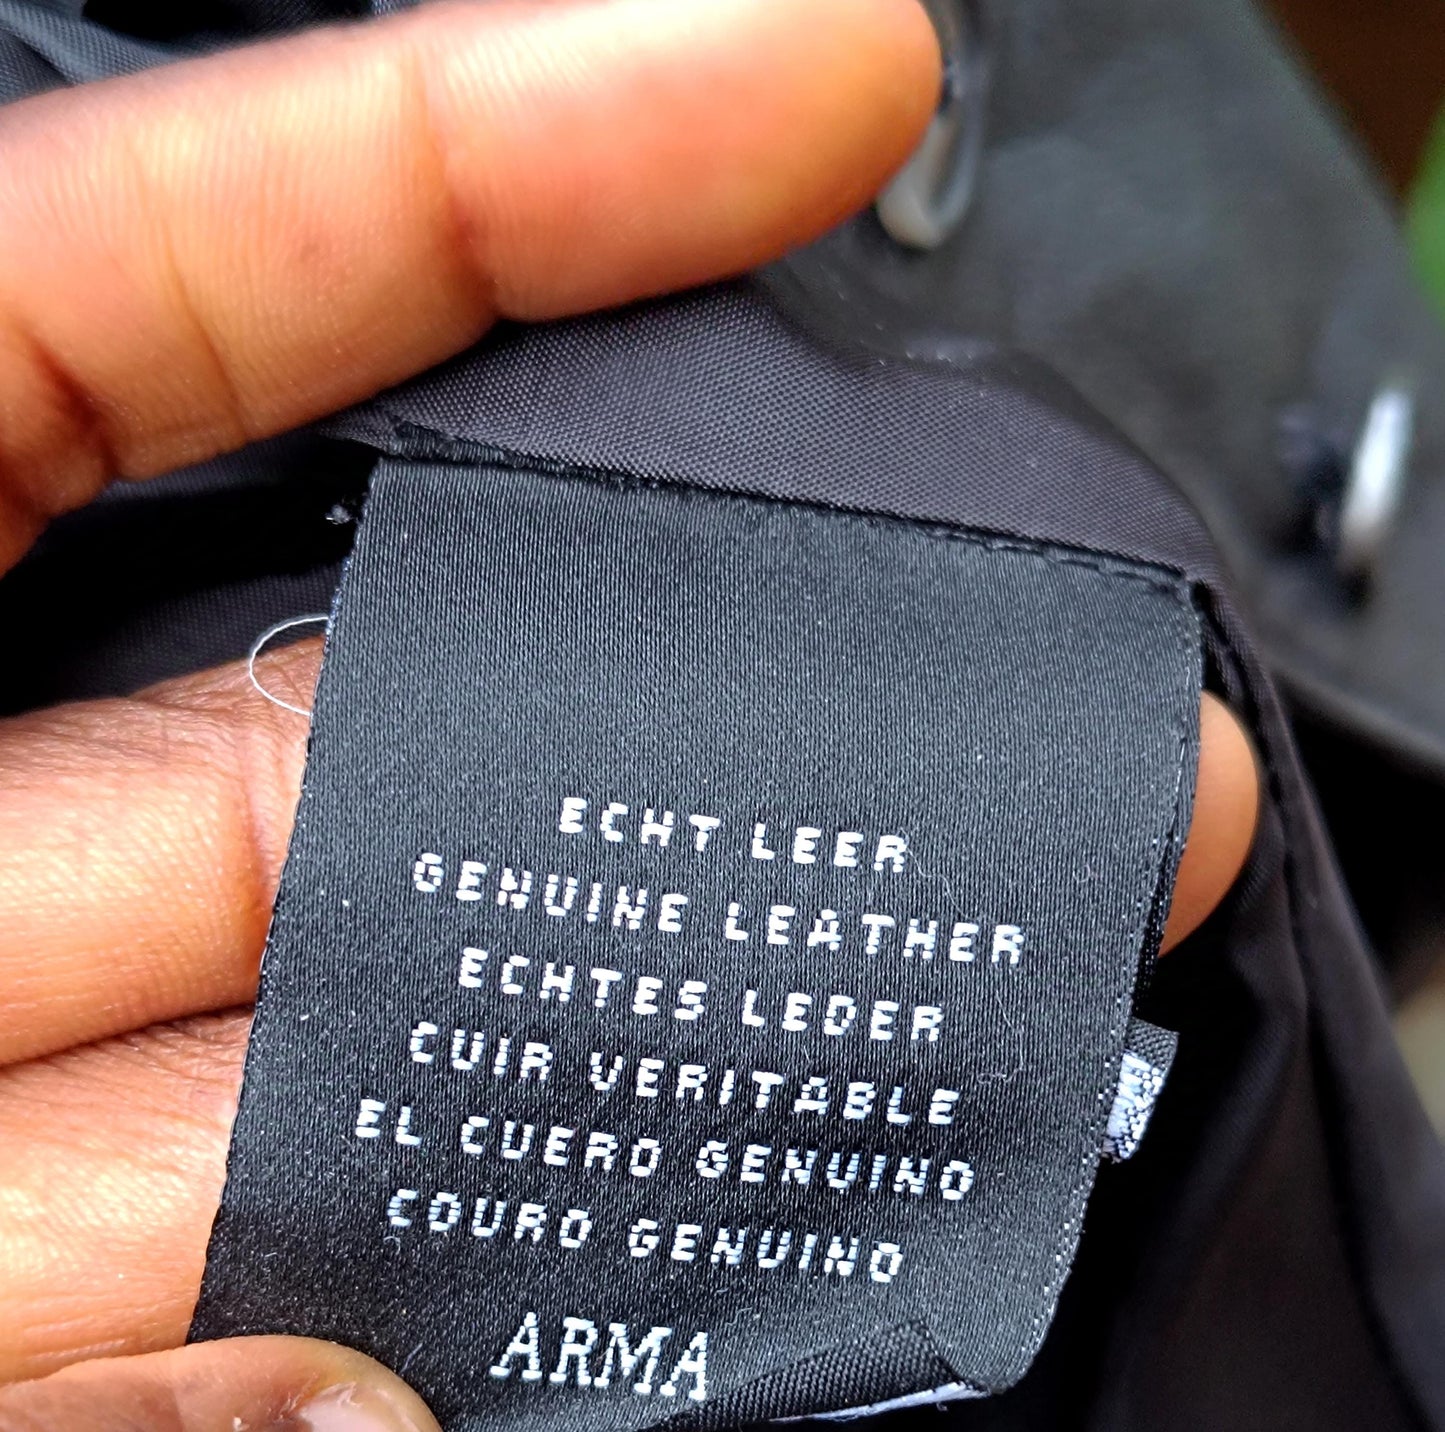 ECHT LEER
GENUINE LEATHER
ECHTES LEDER
CUIR VERITABLE
EL CUERO GENUINO
COURO GENUINO
ARMA